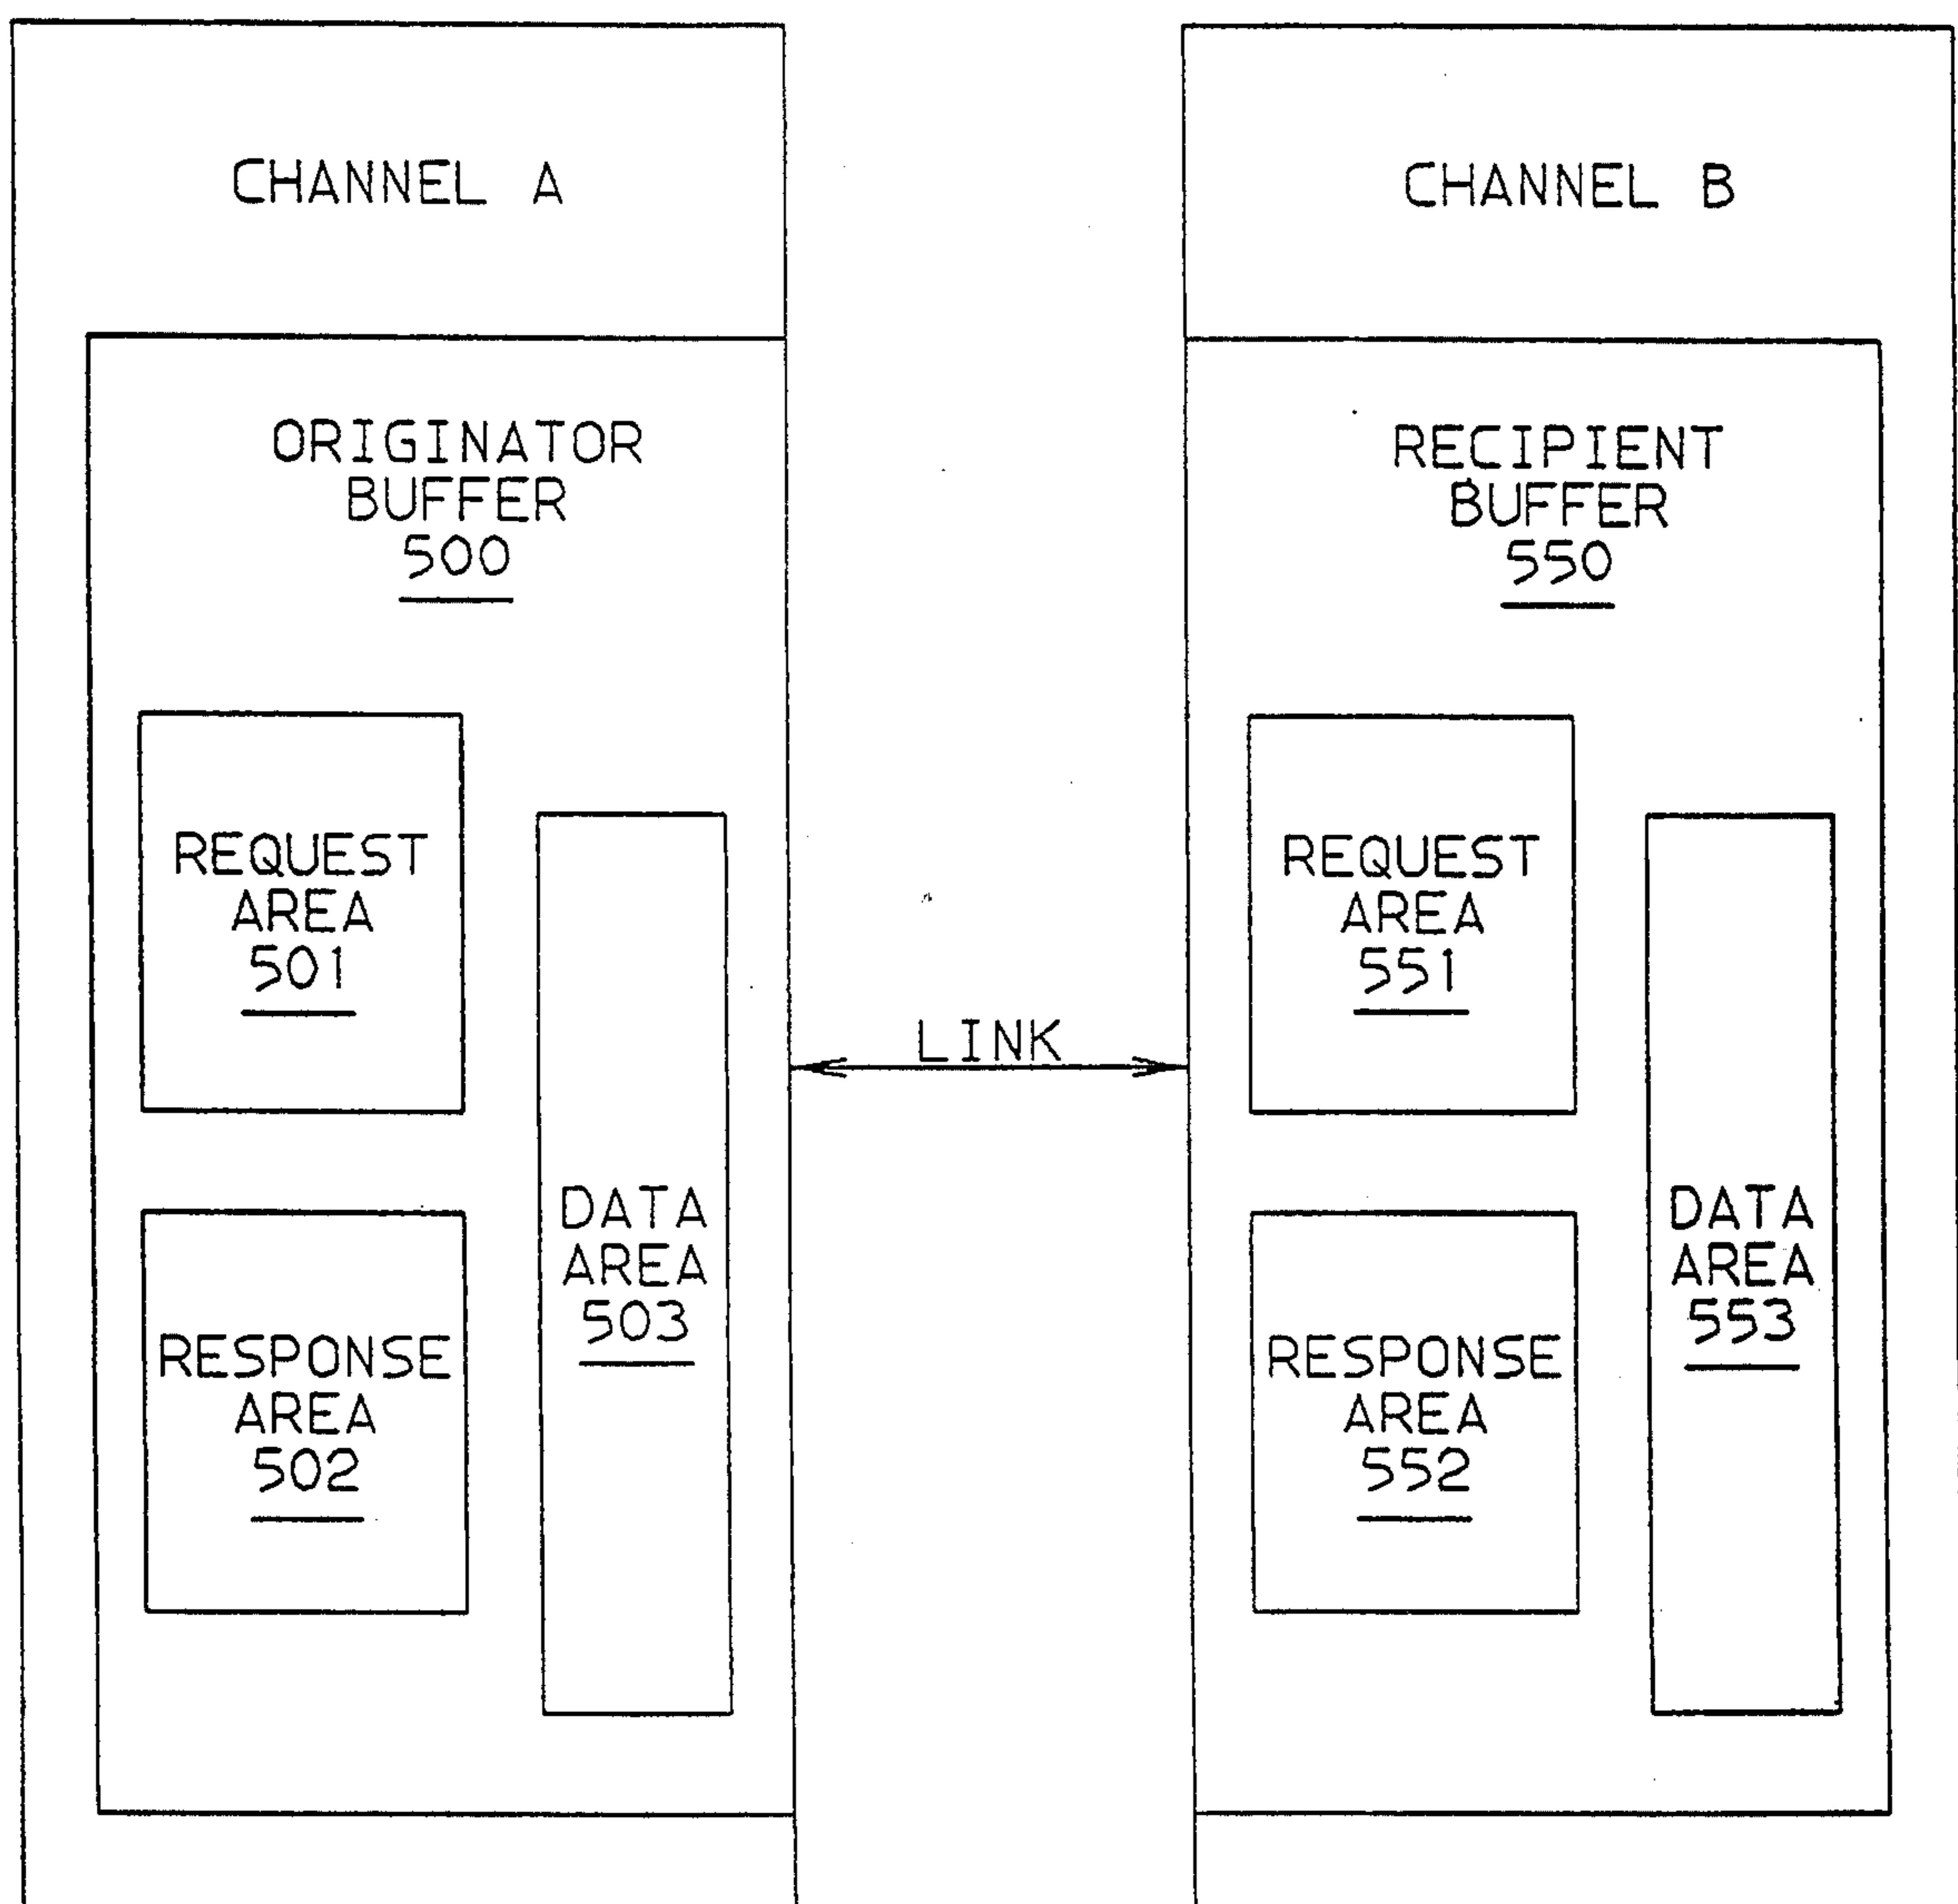 CHANNEL A
ORIGINATOR
BUFFER
500
REQUEST
AREA
501
RESPONSE
AREA
502
DATA
AREA
503
LINK
CHANNEL B
RECIPIENT
BUFFER
550
REQUEST
AREA
551
RESPONSE
AREA
552
DATA
AREA
553